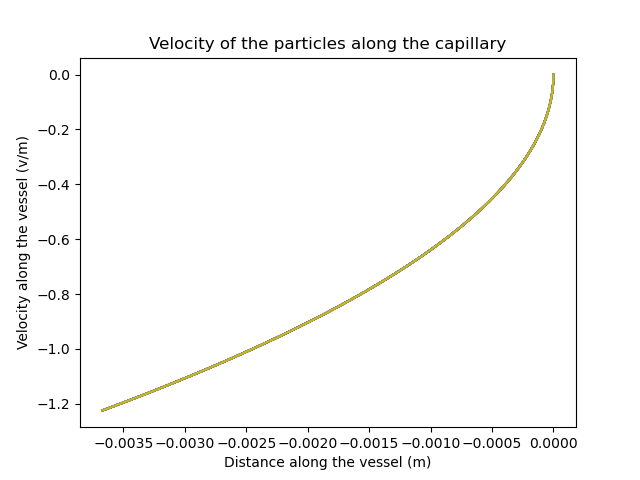 Velocity of the particles along the capillary
0.0
−0.2
−0.4
−0.6
−0.8
−1.0
−1.2
Velocity along the vessel (v/m)
−0.0035 −0.0030 −0.0025 −0.0020 −0.0015 −0.0010 −0.0005 0.0000
Distance along the vessel (m)